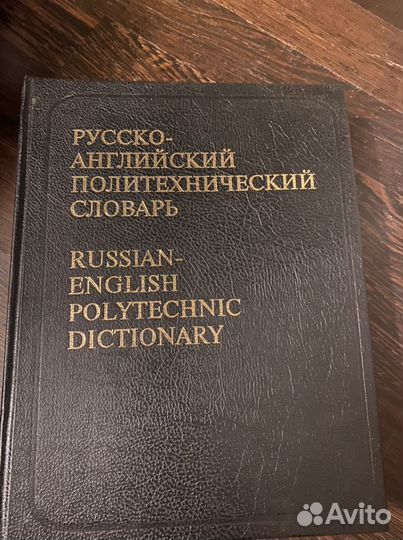 РУССКО-
АНГЛИЙСКИЙ
ПОЛИТЕХНИЧЕСКИЙ
СЛОВАРЬ
RUSSIAN-
ENGLISH
POLYTECHNIC
DICTIONARY
Avito